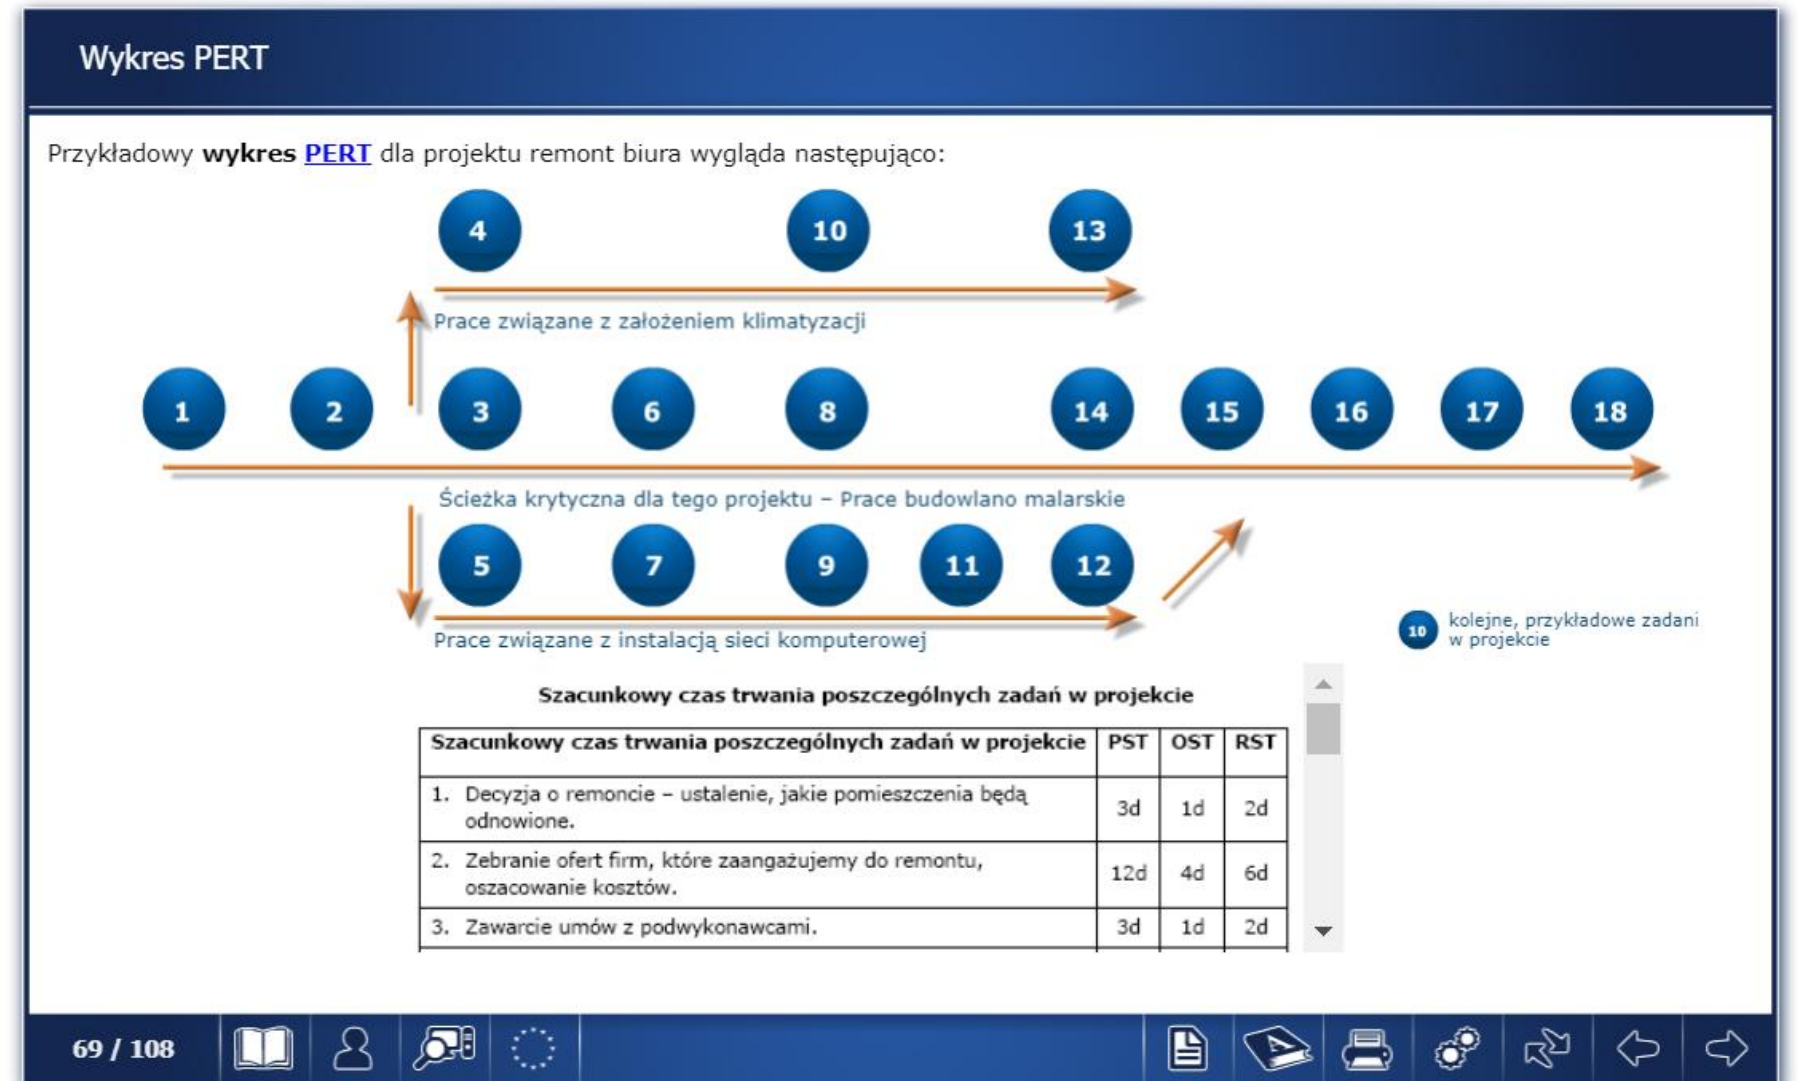 Wykres PERT
Przykładowy wykres PERT dla projektu remont biura wygląda następująco:
4 10 13
Prace związane z założeniem klimatyzacji
1 2 3 6 8 14 15 16 17 18
Ścieżka krytyczna dla tego projektu – Prace budowlano malarskie
5 7 9 11 12
Prace związane z instalacją sieci komputerowej
10 kolejne, przykładowe zadani
w projekcie
Szacunkowy czas trwania poszczególnych zadań w projekcie
Szacunkowy czas trwania poszczególnych zadań w projekcie PST OST RST
1. Decyzja o remoncie – ustalenie, jakie pomieszczenia będą
odnowione. 3d 1d 2d
2. Zebranie ofert firm, które zaangażujemy do remontu,
oszacowanie kosztów. 12d 4d 6d
3. Zawarcie umów z podwykonawcami. 3d 1d 2d
69 / 108
A